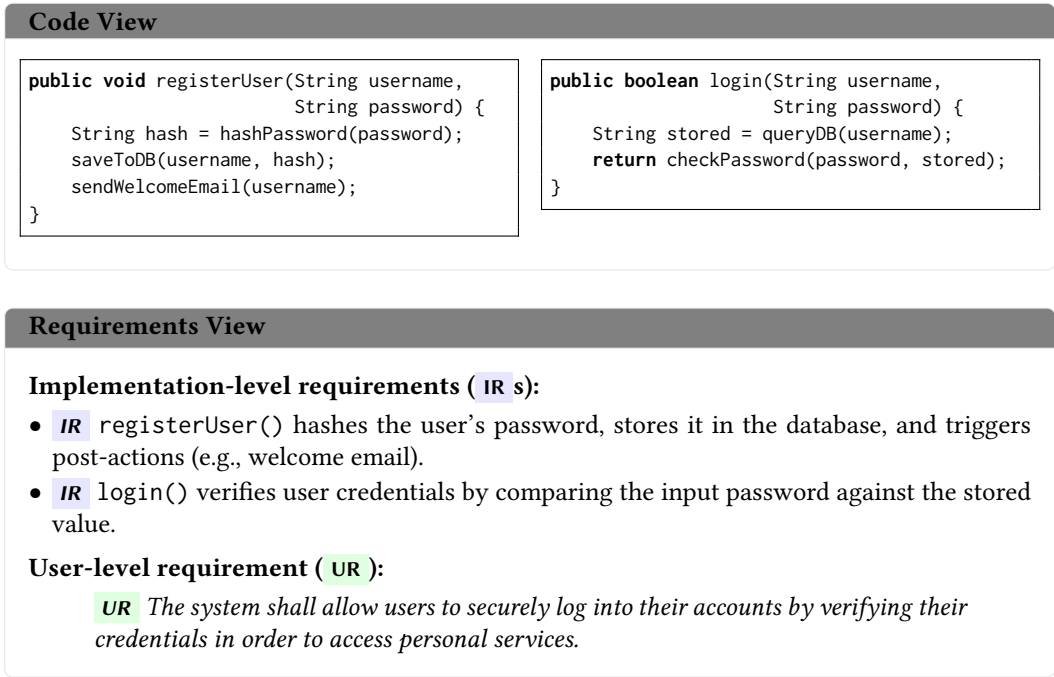 Code View
public void registerUser(String username,
String password) {
String hash = hashPassword(password);
saveToDB(username, hash);
sendWelcomeEmail(username);
}
public boolean login(String username,
String password) {
String stored = queryDB(username);
return checkPassword(password, stored);
}
Requirements View
Implementation-level requirements ( IR s):
• IR registerUser() hashes the user’s password, stores it in the database, and triggers
post-actions (e.g., welcome email).
• IR login() verifies user credentials by comparing the input password against the stored
value.
User-level requirement ( UR ):
UR The system shall allow users to securely log into their accounts by verifying their
credentials in order to access personal services.